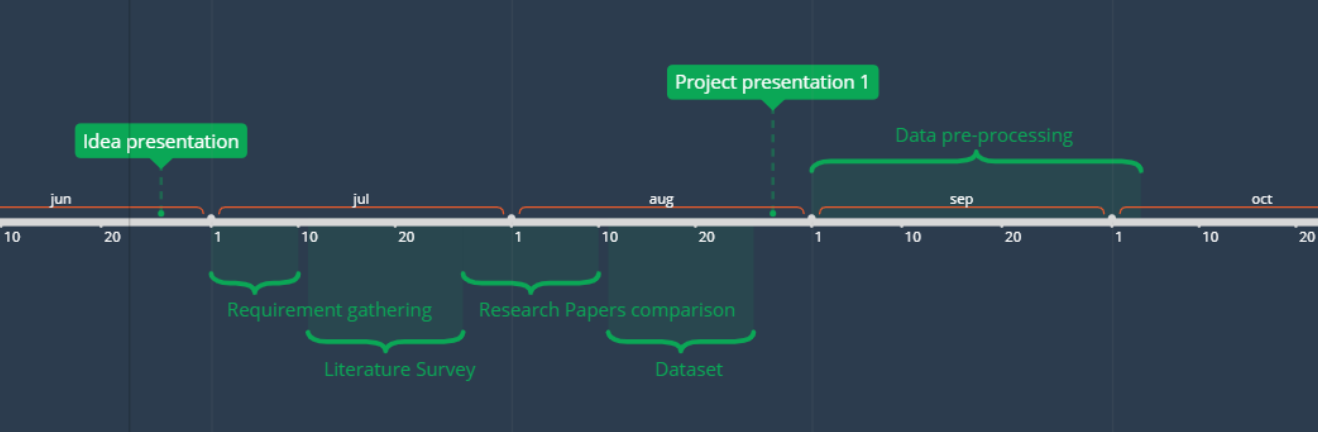 Project presentation 1
Idea presentation
Data pre-processing
jun jul aug sep oct
10 20 1 10 20 1 10 20 1 10 20 1 10 20
Requirement gathering Research Papers comparison
Literature Survey Dataset